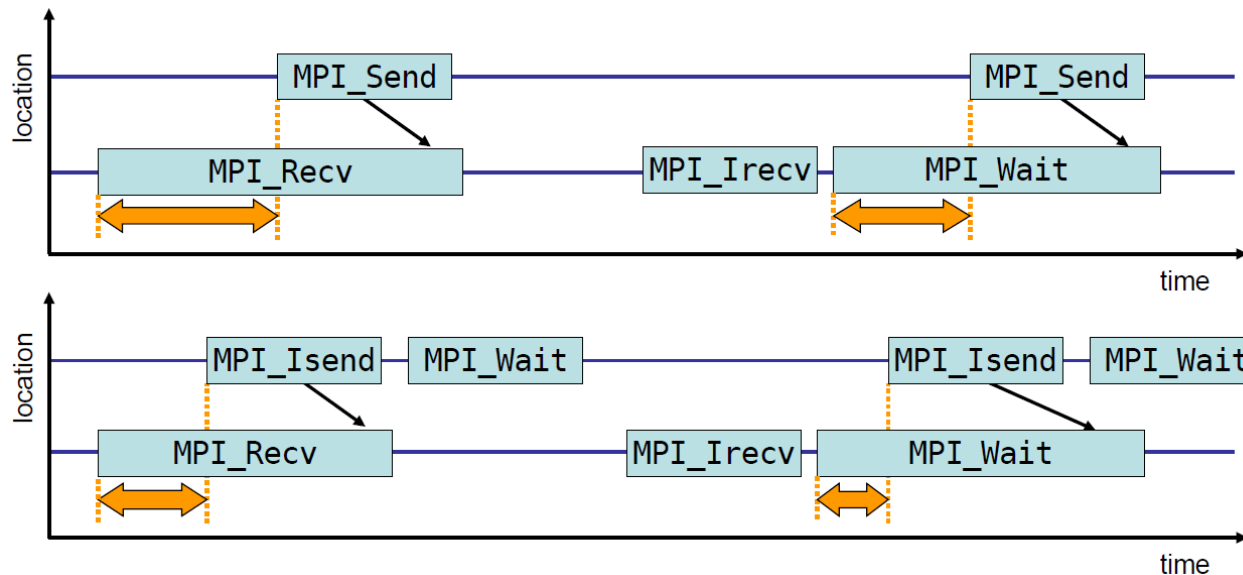 location
MPI_Send
MPI_Send
MPI_Recv
MPI_Irecv
MPI_Wait
time
location
MPI_Isend
MPI_Wait
MPI_Isend
MPI_Wait
MPI_Recv
MPI_Irecv
MPI_Wait
time